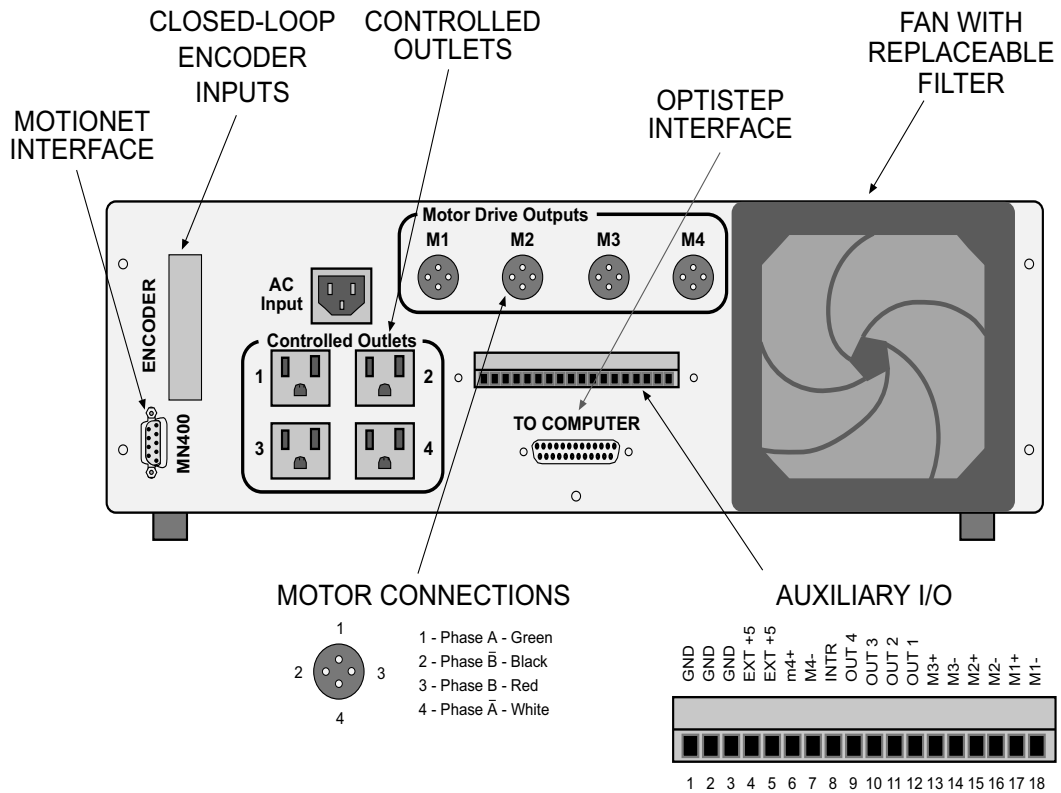 CLOSED-LOOP
ENCODER
INPUTS
CONTROLLED
OUTLETS
FAN WITH
REPLACEABLE
FILTER
OPTISTEP
INTERFACE
MOTIONET
INTERFACE
Motor Drive Outputs
M1 M2 M3 M4
ENCODER
AC
Input
Controlled Outlets
1 2
3 4
MN400
TO COMPUTER
MOTOR CONNECTIONS
1
2 3
4
1 - Phase A - Green
2 - Phase B̅ - Black
3 - Phase B - Red
4 - Phase A̅ - White
AUXILIARY I/O
GND GND GND EXT +5 EXT +5 m4+ M4- INTR OUT 4 OUT 3 OUT 2 OUT 1 M3+ M3- M2+ M2- M1+ M1-
1 2 3 4 5 6 7 8 9 10 11 12 13 14 15 16 17 18